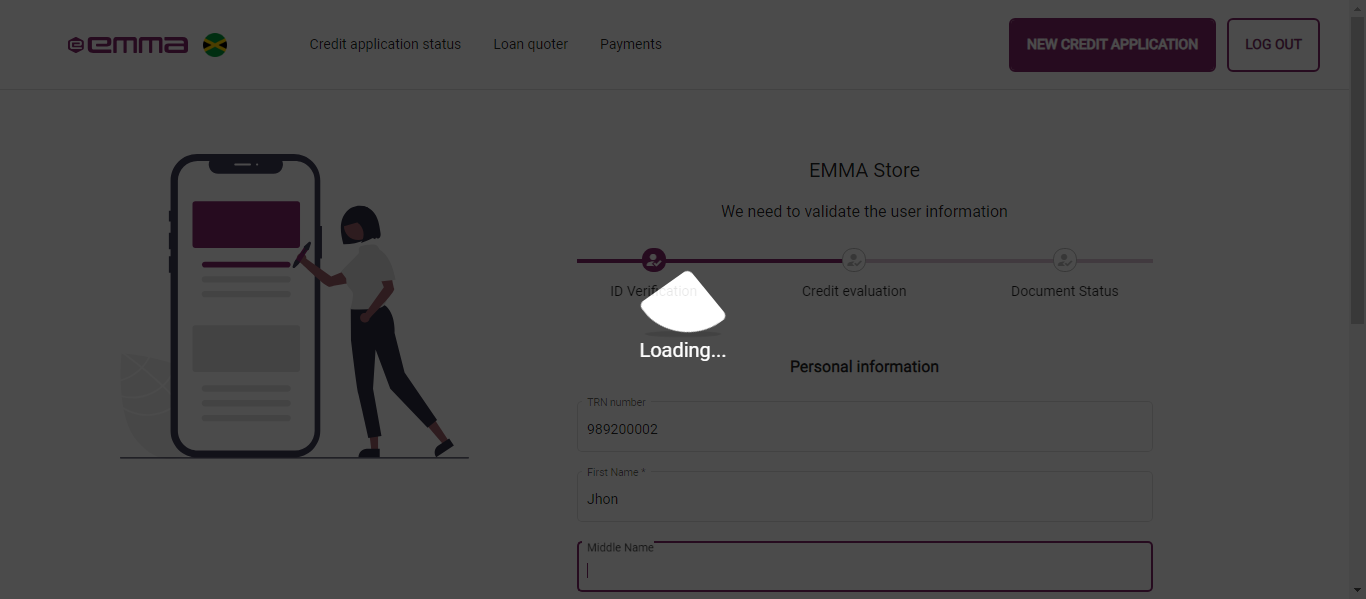 emma
Credit application status
Loan quoter
Payments
NEW CREDIT APPLICATION
LOG OUT
EMMA Store
We need to validate the user information
ID Verification
Credit evaluation
Document Status
Loading...
Personal information
TRN number
989200002
First Name *
Jhon
Middle Name